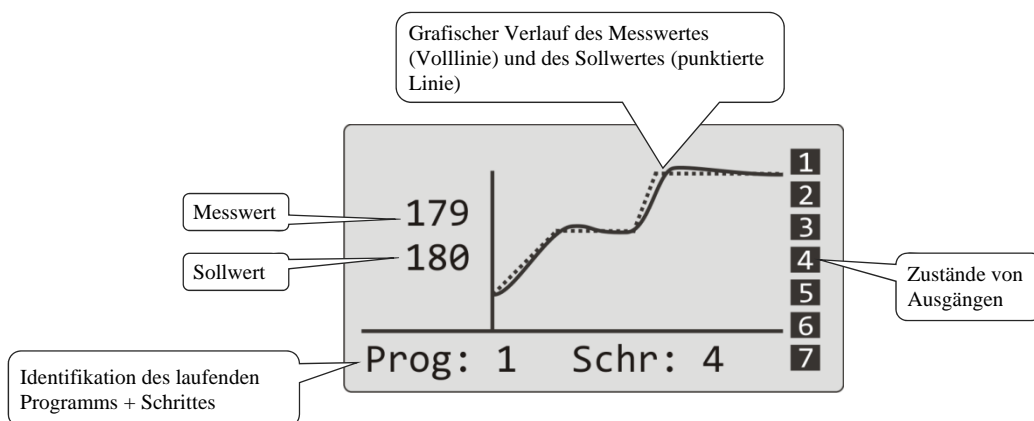 Grafischer Verlauf des Messwertes
(Volllinie) und des Sollwertes (punktierte
Linie)
Messwert
179
Sollwert
180
1
2
3
4
5
6
7
Zustände von
Ausgängen
Prog: 1 Schr: 4
Identifikation des laufenden
Programms + Schrittes